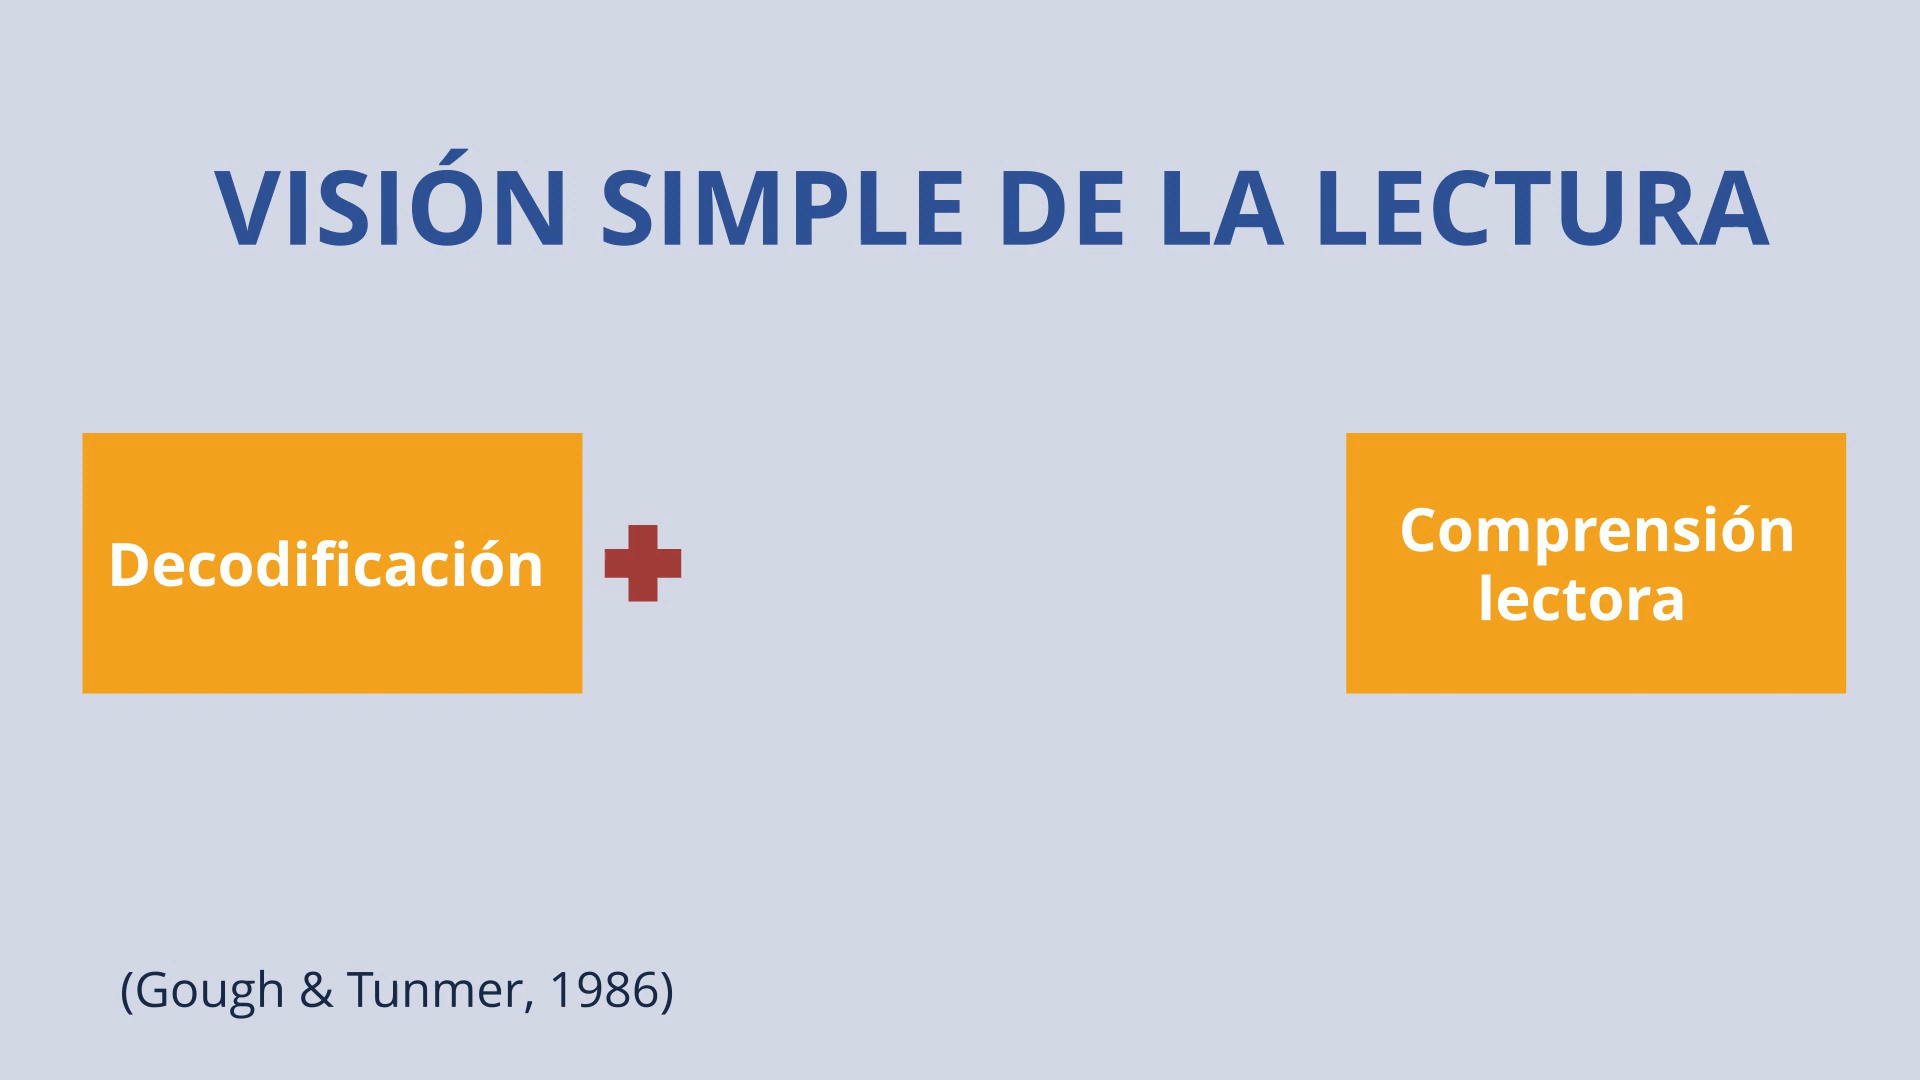 VISIÓN SIMPLE DE LA LECTURA
Decodificación
Comprensión
lectora
(Gough & Tunmer, 1986)